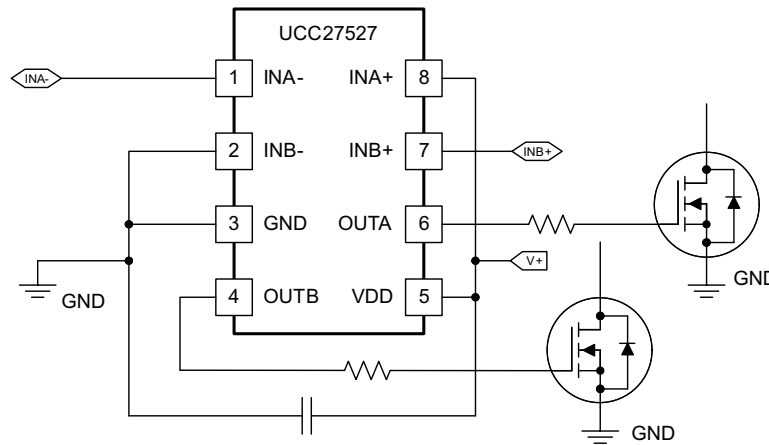 UCC27527
INA-
1 INA- INA+ 8
2 INB- INB+ 7
INB+
3 GND OUTA 6
V+
GND
GND
4 OUTB VDD 5
GND